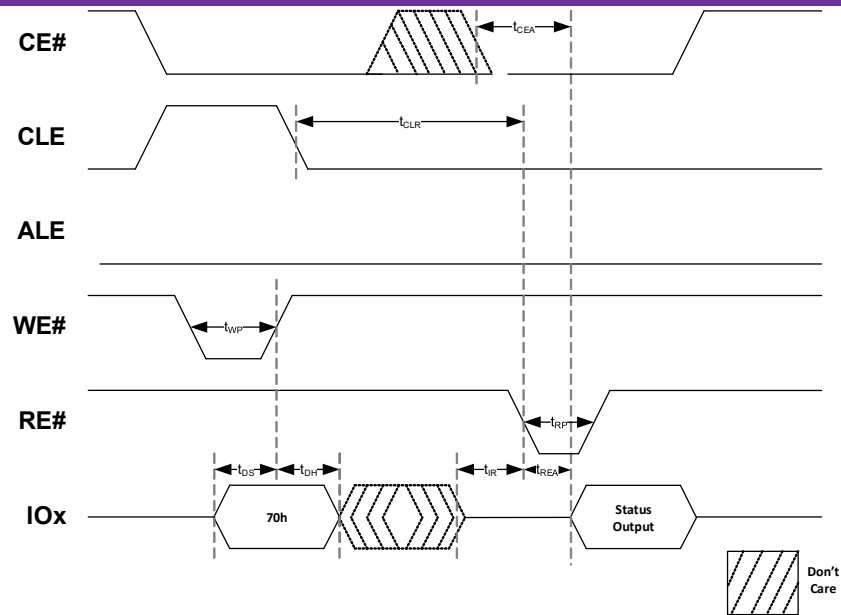 CE#
tCEA
CLE
tCLR
ALE
WE#
tWP
RE#
tRP
tDS
tDH
tIR
tREA
IOx
70h
Status
Output
Don't
Care